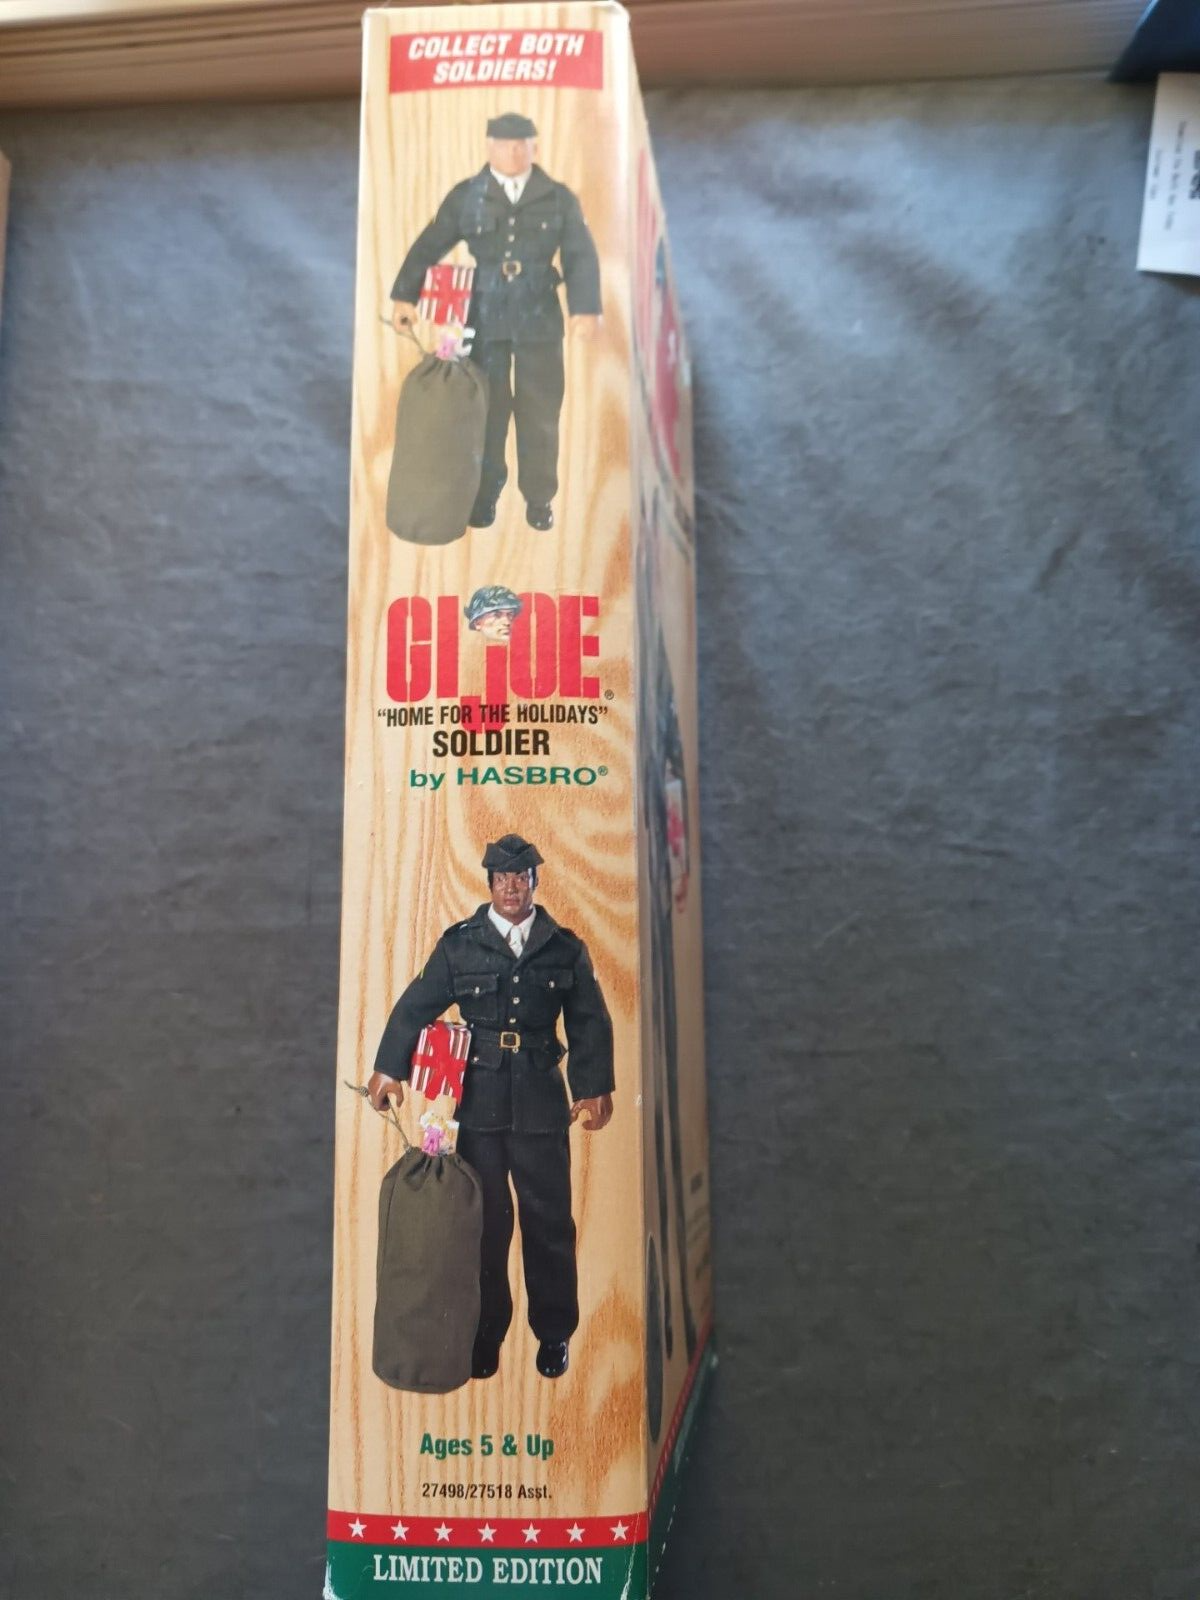 COLLECT BOTH
SOLDIERS!
GI JOE®
"HOME FOR THE HOLIDAYS"
SOLDIER
by HASBRO®
Ages 5 & Up
27498/27518 Asst.
LIMITED EDITION